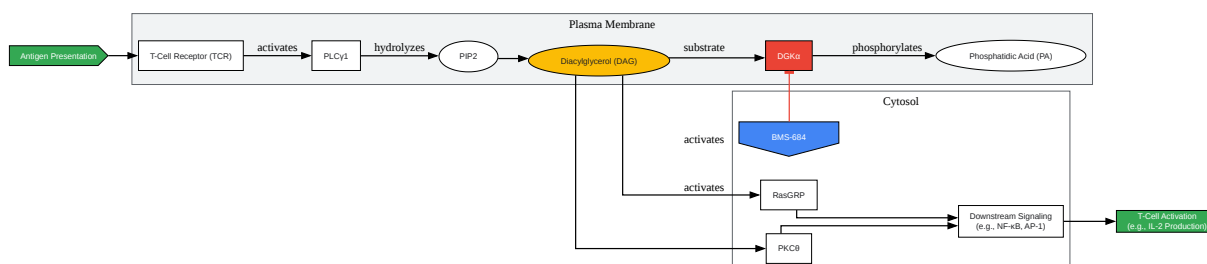 Plasma Membrane
Antigen Presentation
T-Cell Receptor (TCR)
activates
PLCγ1
hydrolyzes
PIP2
Diacylglycerol (DAG)
substrate
DGKα
phosphorylates
Phosphatidic Acid (PA)
Cytosol
activates
BMS-684
activates
RasGRP
Downstream Signaling
(e.g., NF-κB, AP-1)
T-Cell Activation
(e.g., IL-2 Production)
PKCθ